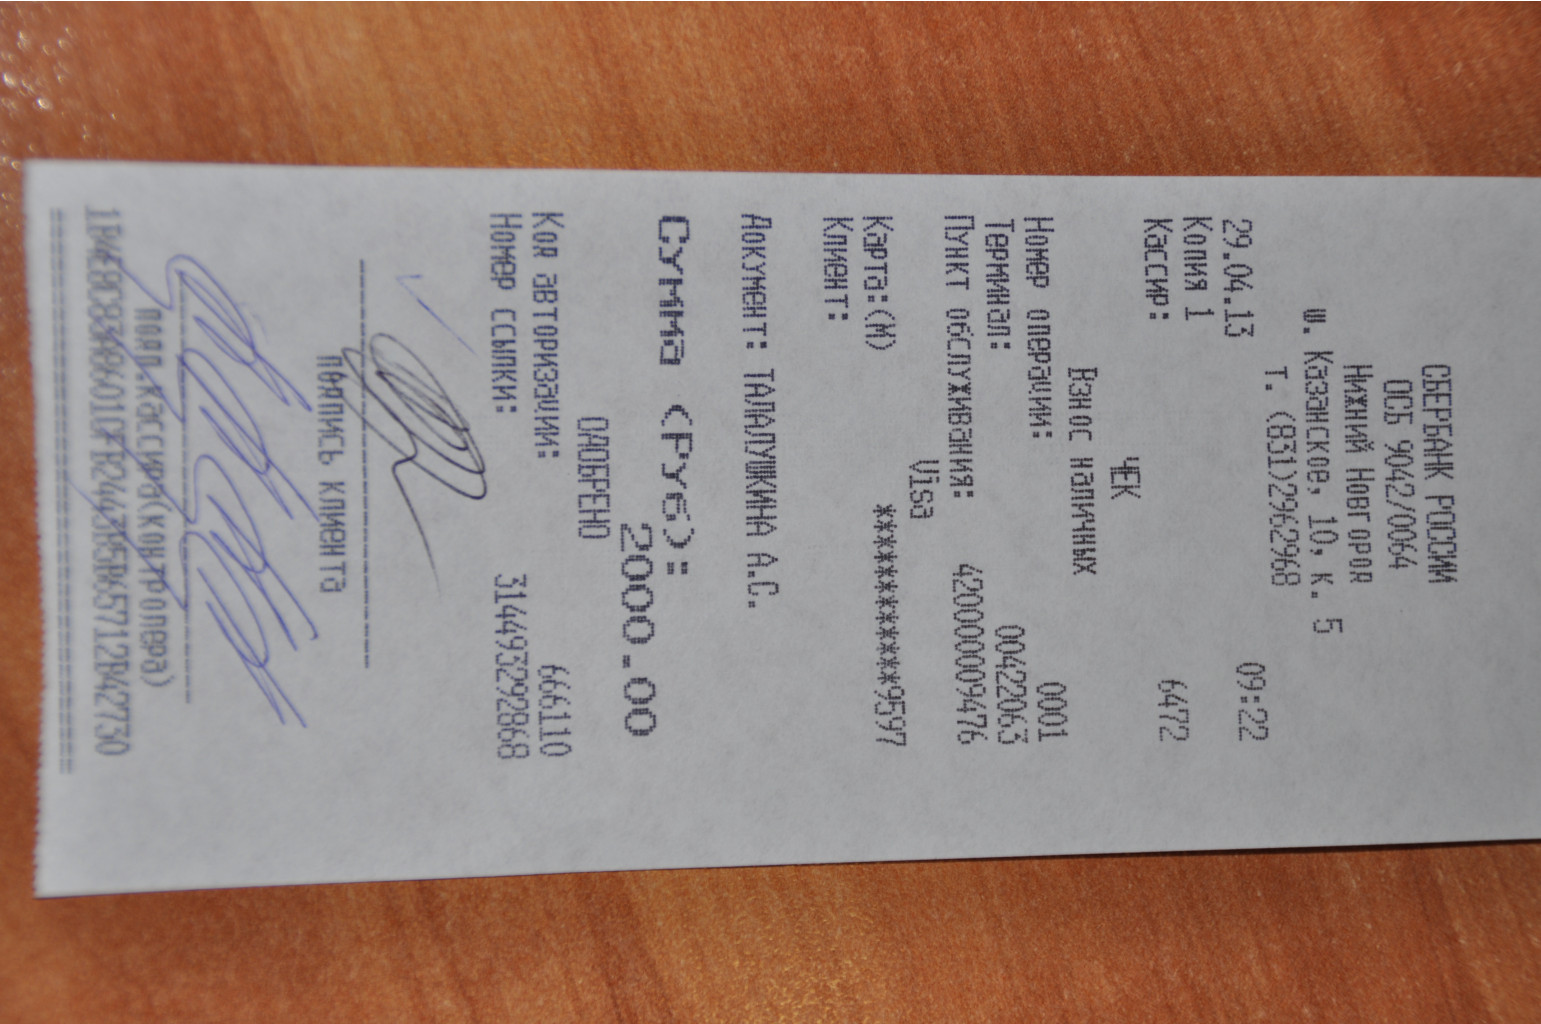 СБЕРБАНК РОССИИ
ОСБ 9042/0064
Нижний Новгород
ш. Казанское, 10, к. 5
т. (831)2962968
29.04.13 09:22
Копия 1
Кассир: 6472
ЧЕК
Взнос наличных
Номер операции: 0001
Терминал: 00422063
Пункт обслуживания: 420000009476
Visa
Карта:(М) ************9597
Клиент:
Документ: ТАЛАЛУШКИНА А.С.
Сумма (Руб):
2000.00
ОДОБРЕНО
Код авторизации: 666110
Номер ссылки: 314493292868
подпись клиента
подп.кассира(контролера)